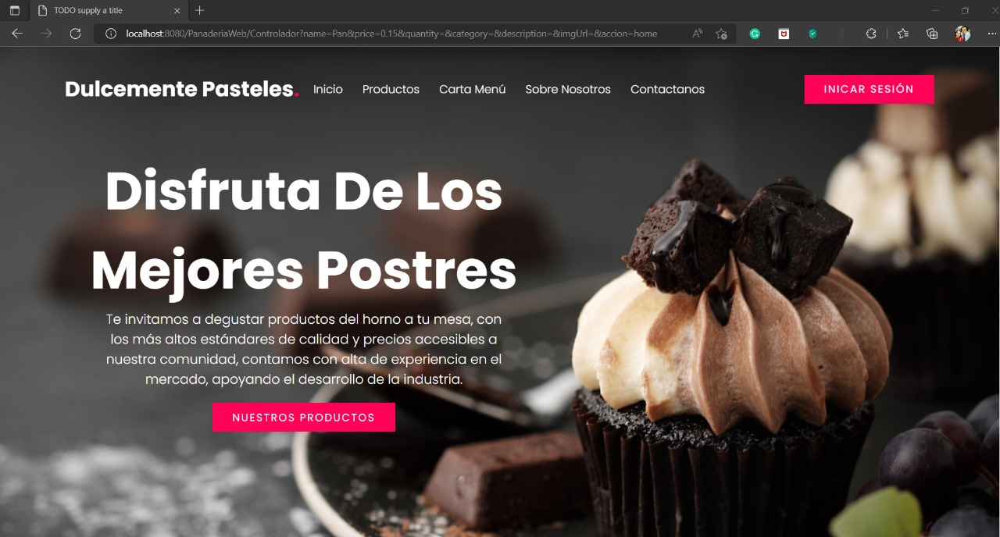 TODO supply a title
localhost:8080/PanaderiaWeb/Controlador?name=Pan&price=0.15&quantity=&category=&description=&imgUrl=&accion=home
Dulcemente Pasteles. Inicio Productos Carta Menú Sobre Nosotros Contactanos INICAR SESIÓN
Disfruta De Los
Mejores Postres
Te invitamos a degustar productos del horno a tu mesa, con
los más altos estándares de calidad y precios accesibles a
nuestra comunidad, contamos con alta de experiencia en el
mercado, apoyando el desarrollo de la industria.
NUESTROS PRODUCTOS